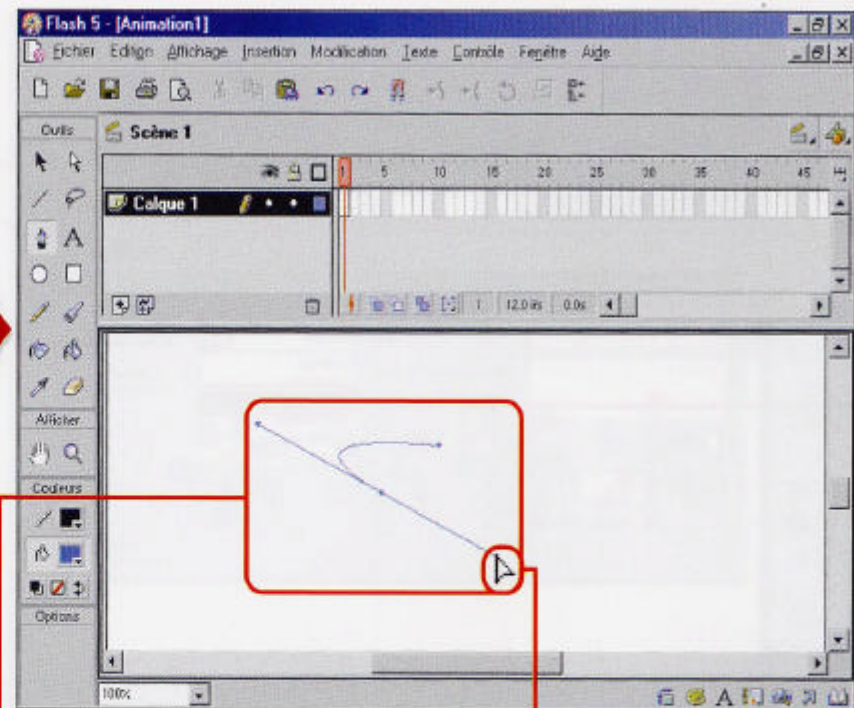 Flash 5 - [Animation1]
Fichier Edition Affichage Insertion Modification Texte Contrôle Fenêtre Aide
Outils
Scène 1
1 5 10 15 20 25 30 35 40 45
Calque 1
1 12.0 i/s 0.0s
Afficher
Couleurs
Options
100%